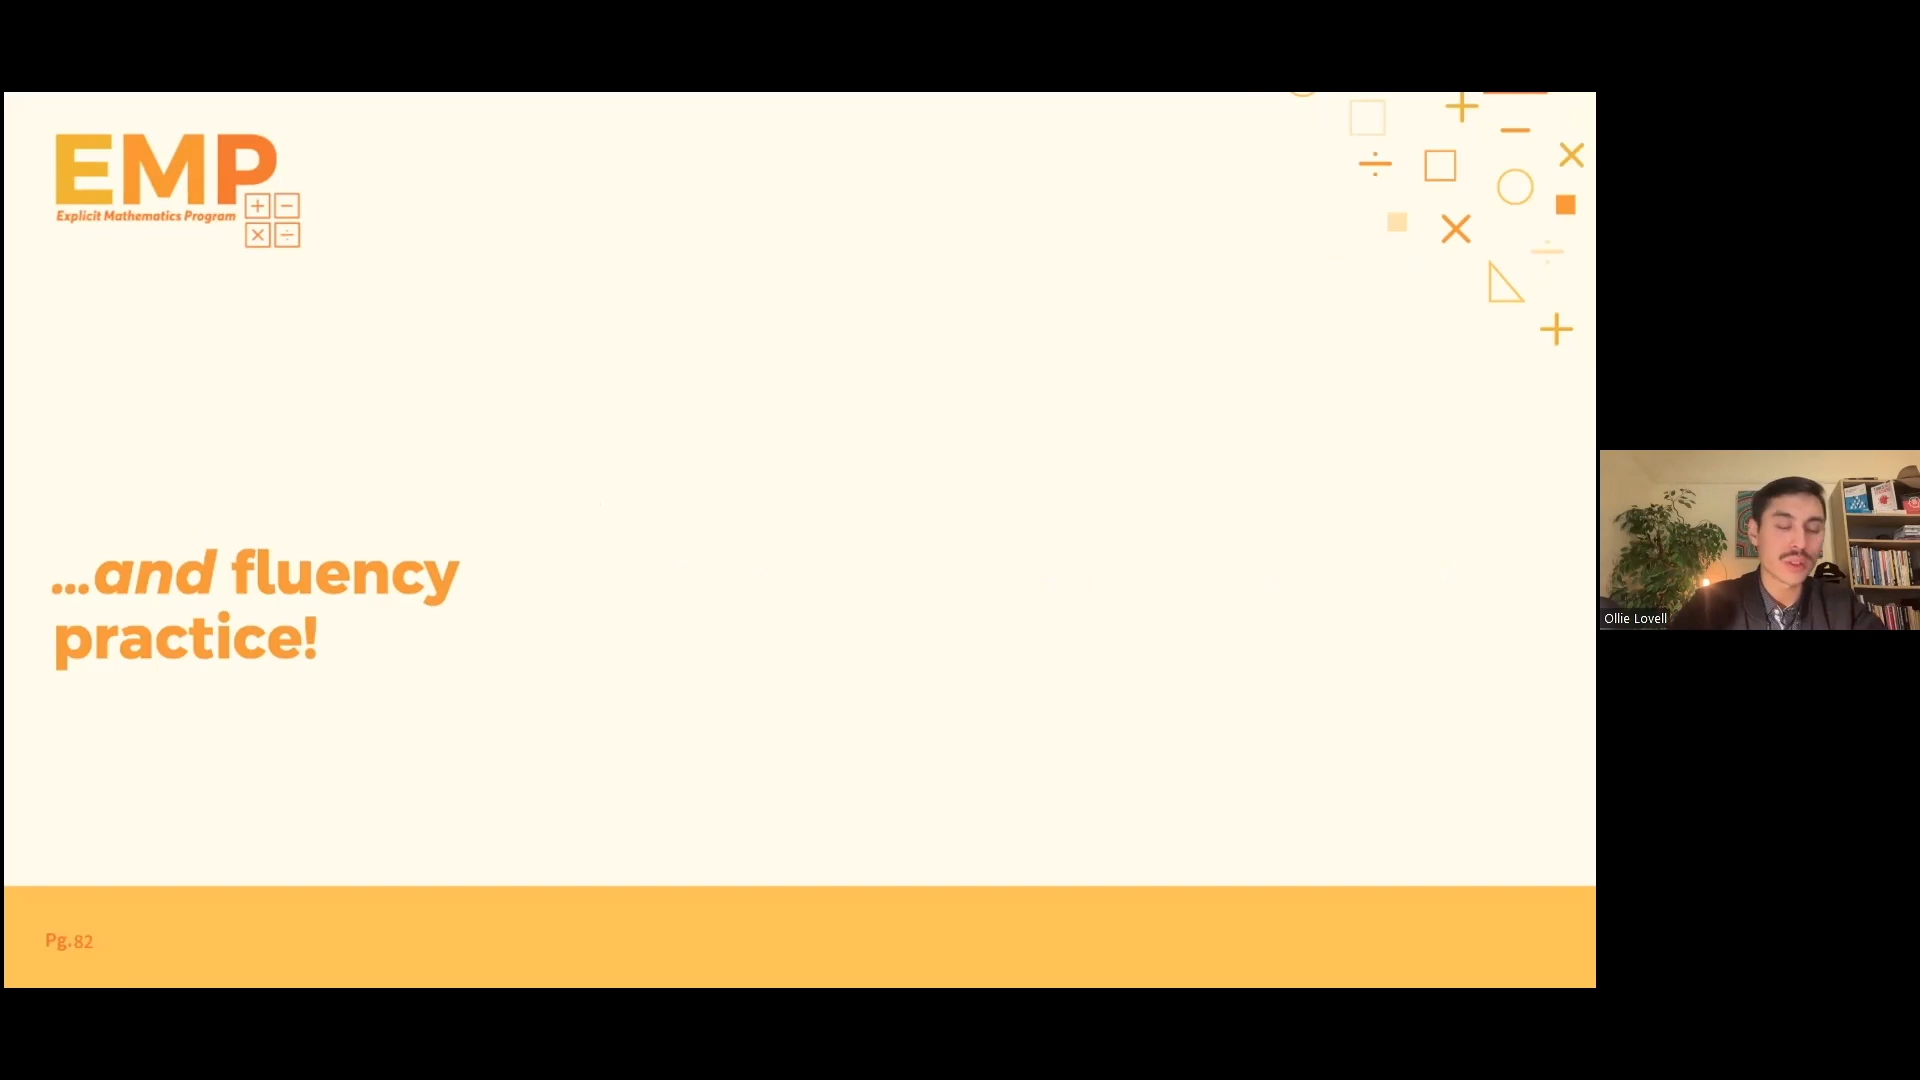 EMP
Explicit Mathematics Program
...and fluency
practice!
Pg.82
Ollie Lovell